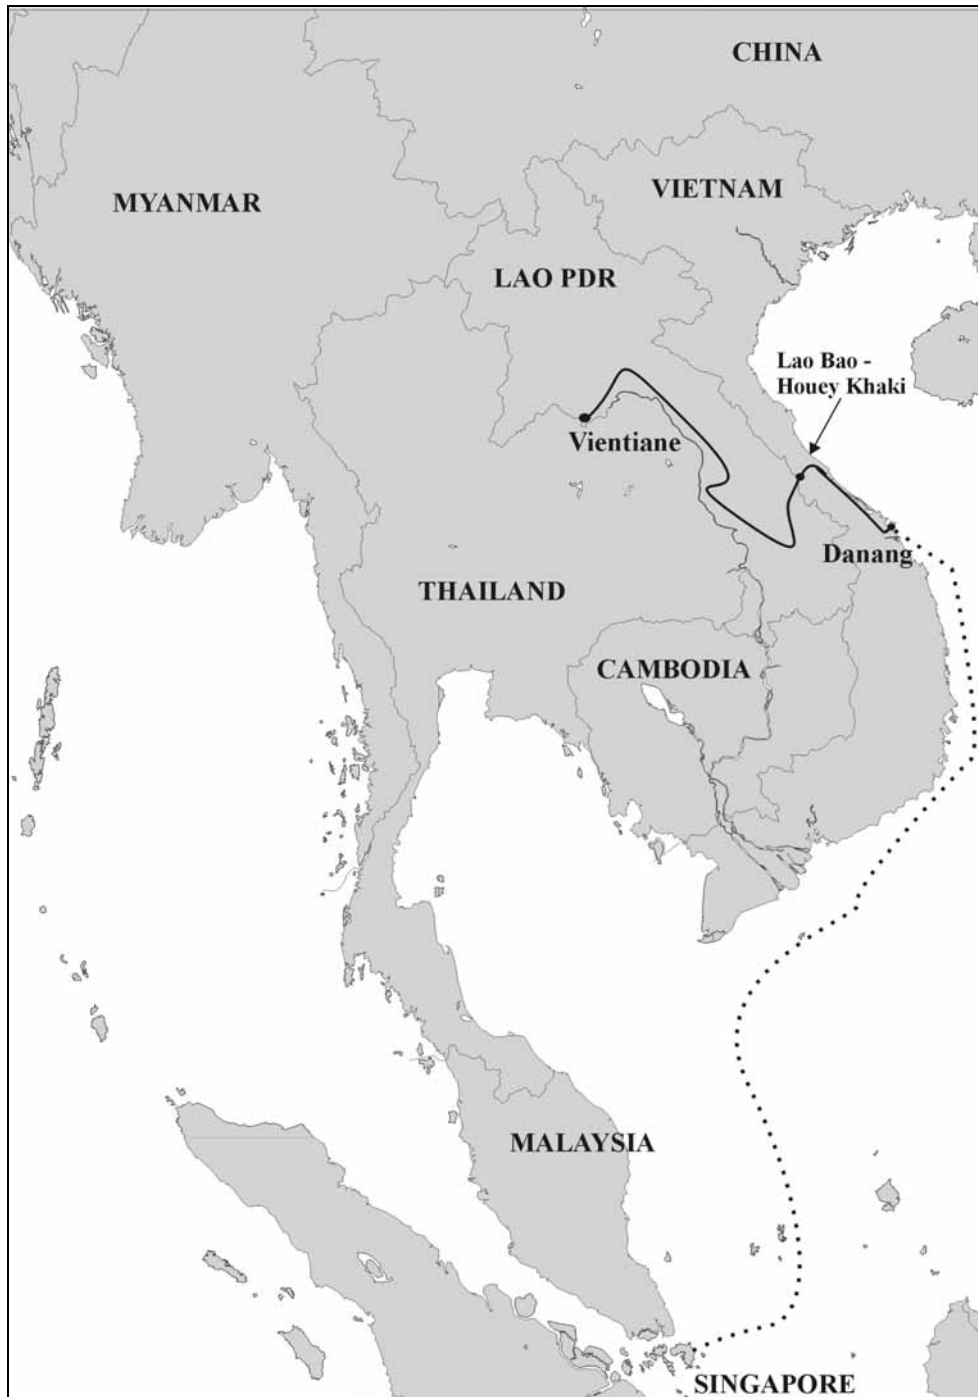 CHINA
VIETNAM
MYANMAR
LAO PDR
Lao Bao -
Houey Khaki
Vientiane
Danang
THAILAND
CAMBODIA
MALAYSIA
SINGAPORE